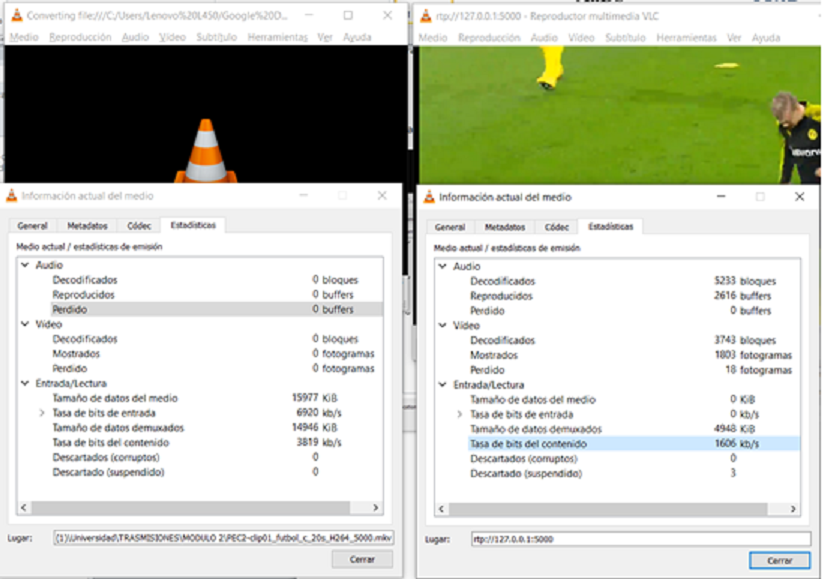 Converting file:///C:/Users/Lenovo%20L450/Google%20D...
Medio Reproducción Audio Vídeo Subtítulo Herramientas Ver Ayuda
Información actual del medio
General Metadatos Códec Estadísticas
Medio actual / estadísticas de emisión
Audio
Decodificados 0 bloques
Reproducidos 0 buffers
Perdido 0 buffers
Vídeo
Decodificados 0 bloques
Mostrados 0 fotogramas
Perdido 0 fotogramas
Entrada/Lectura
Tamaño de datos del medio 15977 KiB
Tasa de bits de entrada 6920 kb/s
Tamaño de datos demuxados 14946 KiB
Tasa de bits del contenido 3819 kb/s
Descartados (corruptos) 0
Descartado (suspendido) 0
Lugar: (1)\Universidad\TRASMISIONES\MODULO 2\PEC2-clip01_futbol_c_20s_H264_5000.mkv
Cerrar
rtp://127.0.0.1:5000 - Reproductor multimedia VLC
Medio Reproducción Audio Vídeo Subtítulo Herramientas Ver Ayuda
Información actual del medio
General Metadatos Códec Estadísticas
Medio actual / estadísticas de emisión
Audio
Decodificados 5233 bloques
Reproducidos 2616 buffers
Perdido 0 buffers
Vídeo
Decodificados 3743 bloques
Mostrados 1803 fotogramas
Perdido 18 fotogramas
Entrada/Lectura
Tamaño de datos del medio 0 KiB
Tasa de bits de entrada 0 kb/s
Tamaño de datos demuxados 4948 KiB
Tasa de bits del contenido 1606 kb/s
Descartados (corruptos) 0
Descartado (suspendido) 3
Lugar: rtp://127.0.0.1:5000
Cerrar